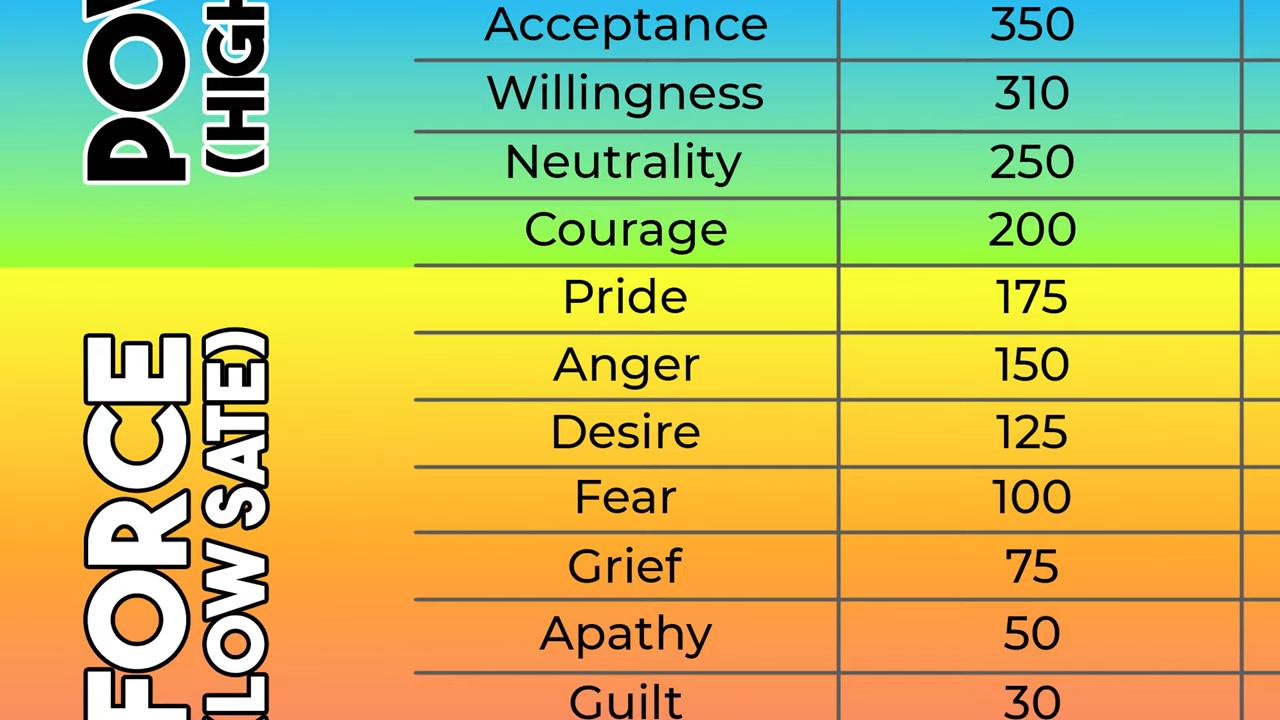 Acceptance 350
Willingness 310
Neutrality 250
Courage 200
Pride 175
Anger 150
Desire 125
Fear 100
Grief 75
Apathy 50
Guilt 30
FORCE
(LOW SATE)